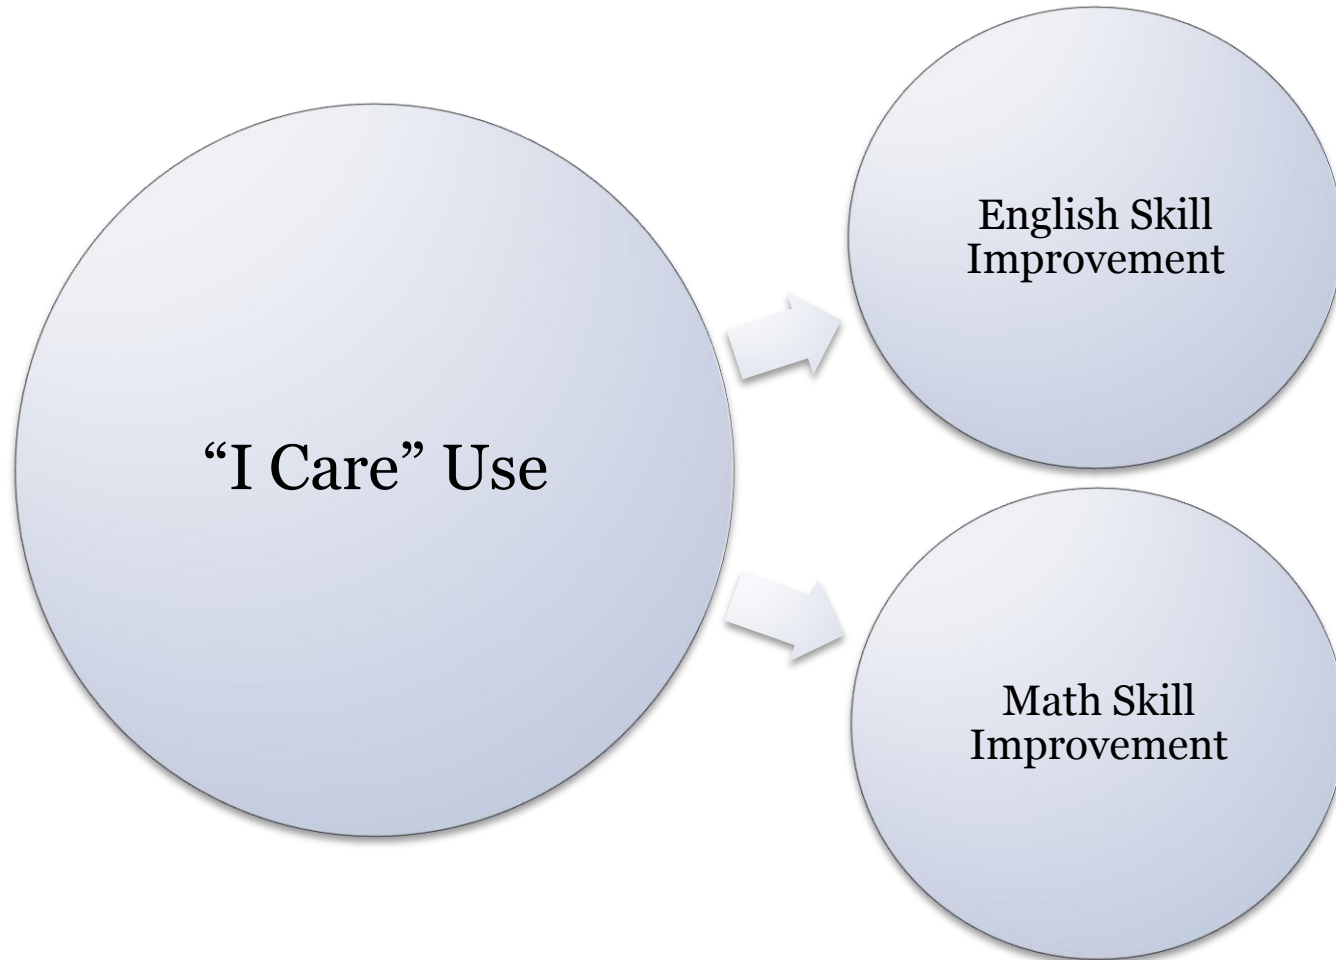 “I Care” Use
English Skill
Improvement
Math Skill
Improvement